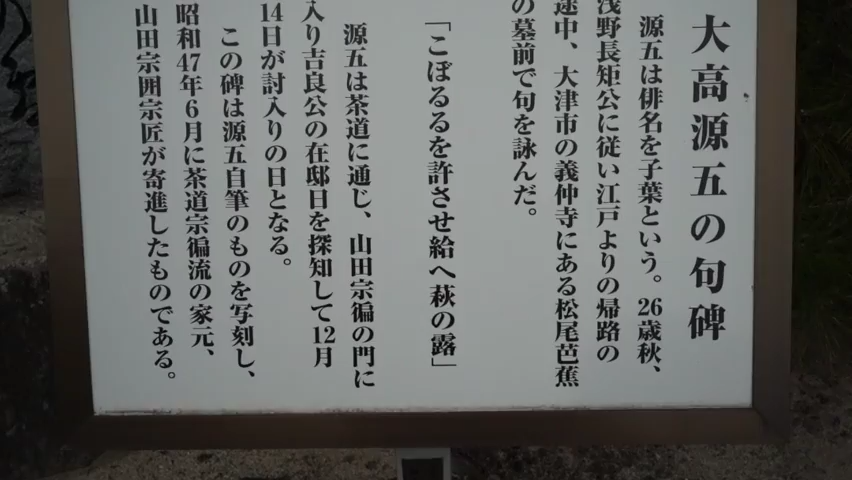 大高源五の句碑
源五は俳名を子葉という。26歳秋、
浅野長矩公に従い江戸よりの帰路の
途中、大津市の義仲寺にある松尾芭蕉
の墓前で句を詠んだ。
「こぼるるを許させ給へ萩の露」
源五は茶道に通じ、山田宗徧の門に
入り吉良公の在邸日を探知して12月
14日が討入りの日となる。
この碑は源五自筆のものを写刻し、
昭和47年6月に茶道宗徧流の家元、
山田宗囲宗匠が寄進したものである。